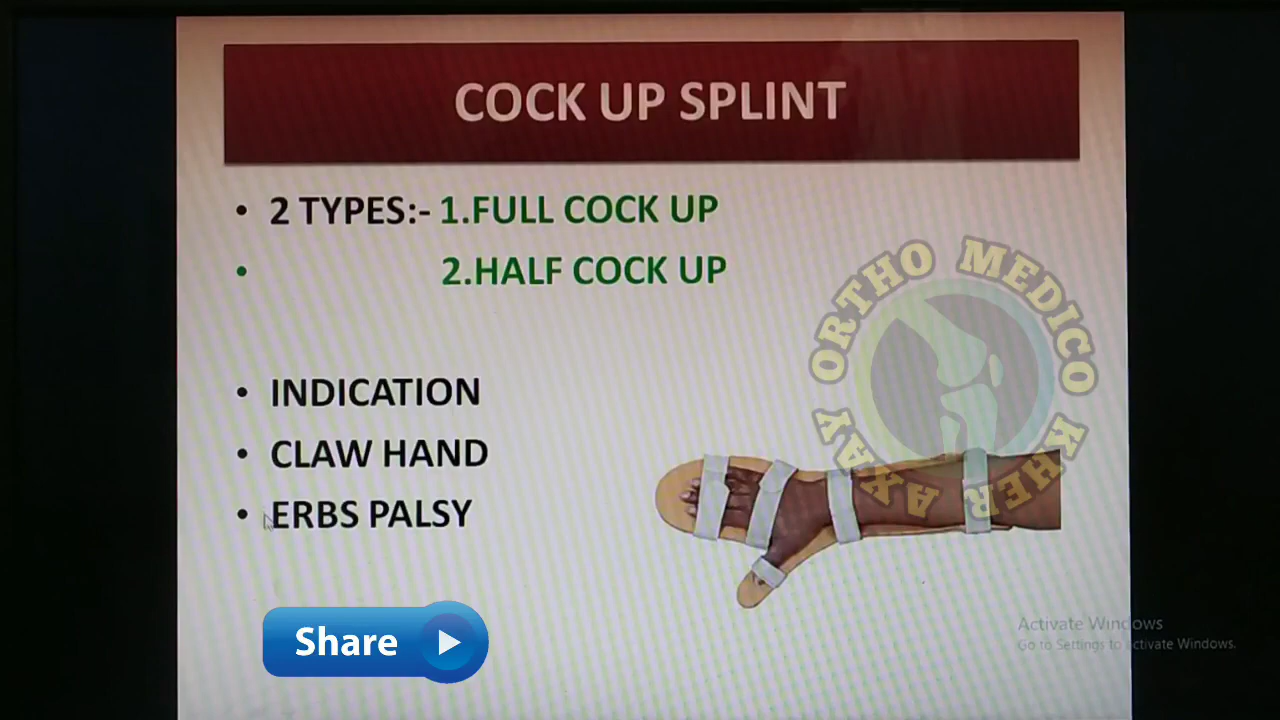 COCK UP SPLINT
• 2 TYPES:- 1.FULL COCK UP
• 2.HALF COCK UP
• INDICATION
• CLAW HAND
• ERBS PALSY
ORTHO MEDICO
AXAY KHER
Share
Activate Windows
Go to Settings to activate Windows.